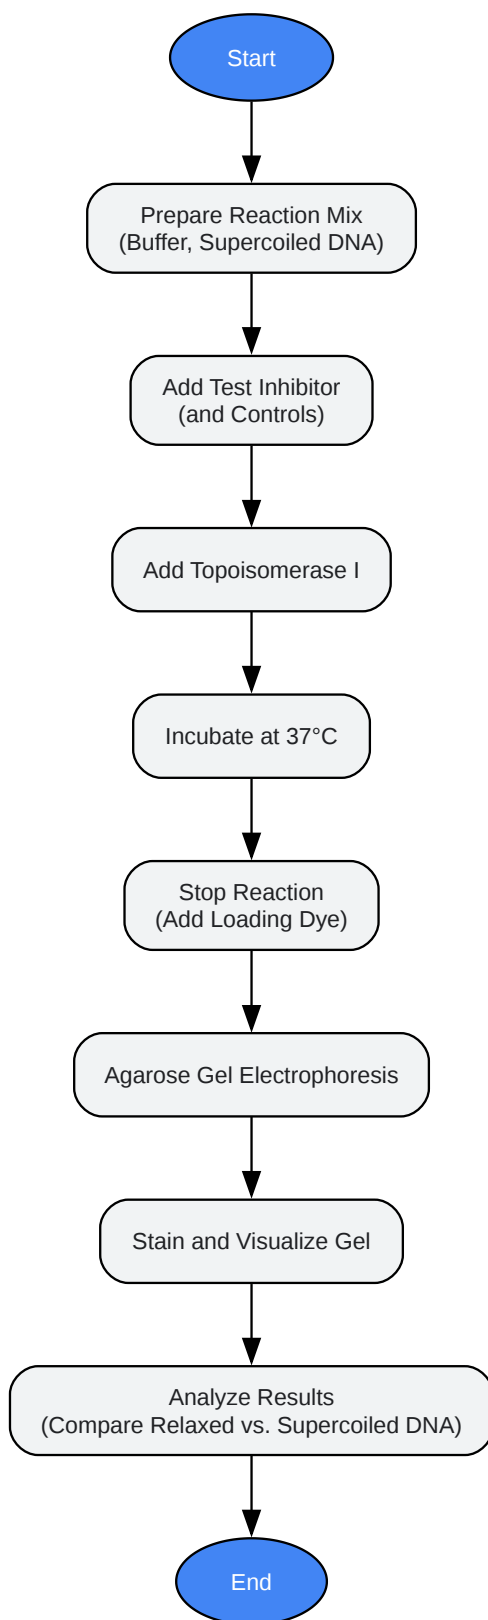 Start
Prepare Reaction Mix
(Buffer, Supercoiled DNA)
Add Test Inhibitor
(and Controls)
Add Topoisomerase I
Incubate at 37°C
Stop Reaction
(Add Loading Dye)
Agarose Gel Electrophoresis
Stain and Visualize Gel
Analyze Results
(Compare Relaxed vs. Supercoiled DNA)
End